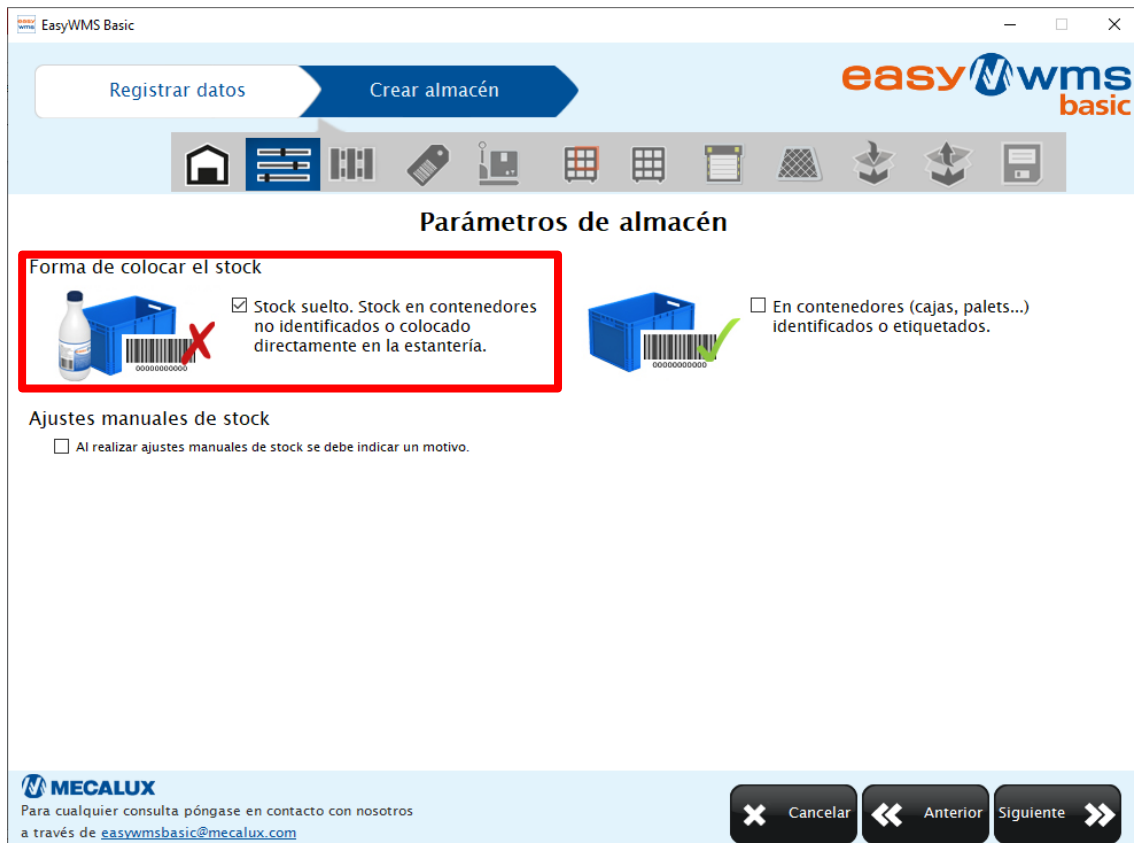 EasyWMS Basic
Registrar datos
Crear almacén
easy wms
basic
Parámetros de almacén
Forma de colocar el stock
Stock suelto. Stock en contenedores
no identificados o colocado
directamente en la estantería.
00000000000
En contenedores (cajas, palets...)
identificados o etiquetados.
00000000000
Ajustes manuales de stock
Al realizar ajustes manuales de stock se debe indicar un motivo.
MECALUX
Para cualquier consulta póngase en contacto con nosotros
a través de easywmsbasic@mecalux.com
Cancelar
Anterior
Siguiente